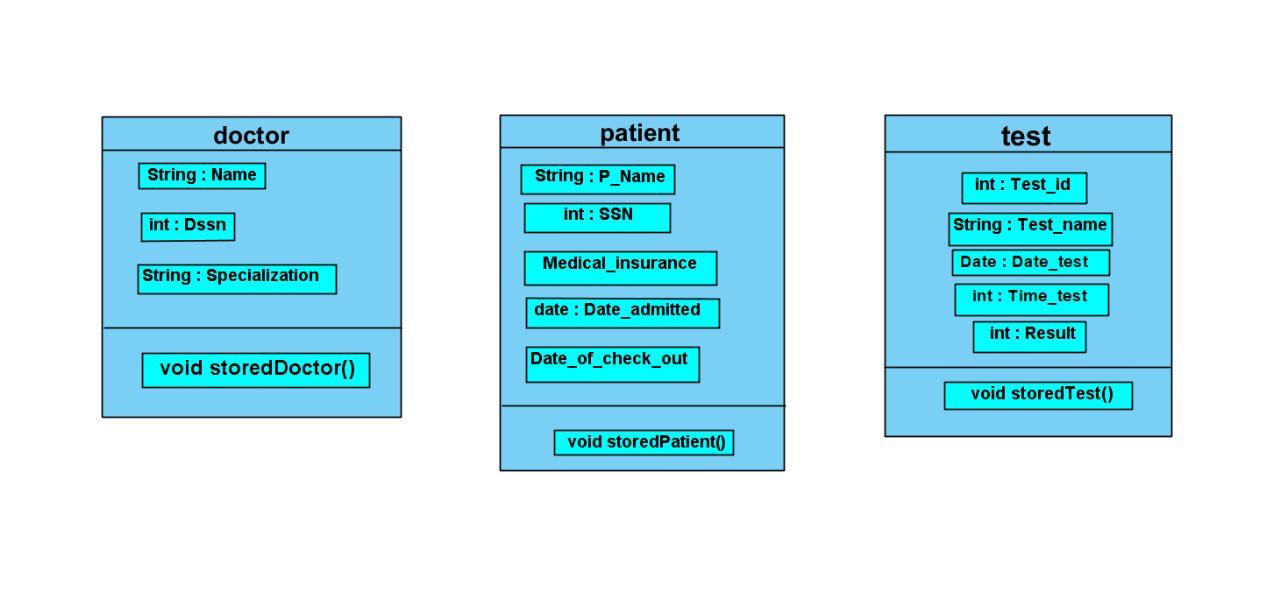 doctor
String : Name
int : Dssn
String : Specialization
void storedDoctor()
patient
String : P_Name
int : SSN
Medical_insurance
date : Date_admitted
Date_of_check_out
void storedPatient()
test
int : Test_id
String : Test_name
Date : Date_test
int : Time_test
int : Result
void storedTest()